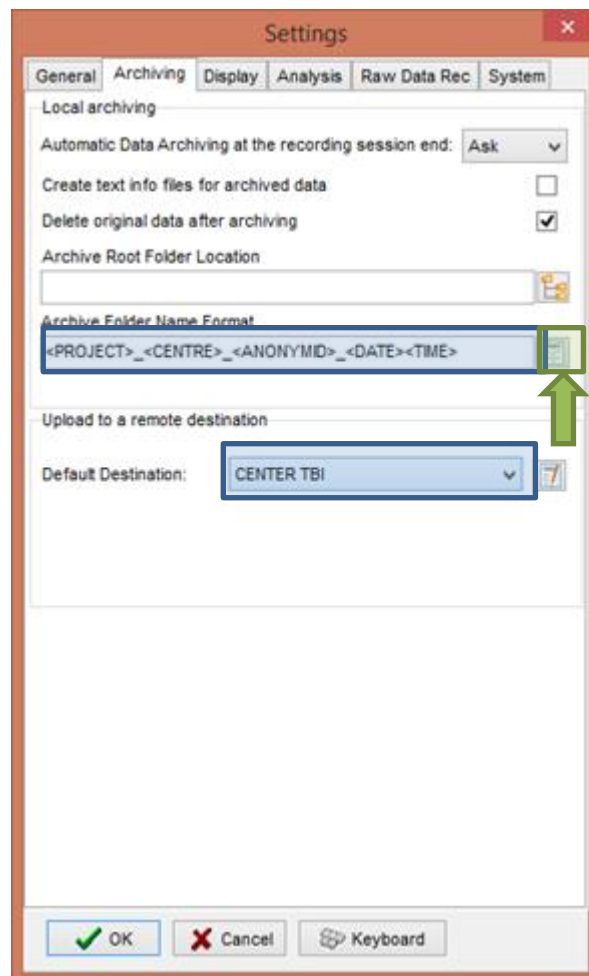 Settings
General Archiving Display Analysis Raw Data Rec System
Local archiving
Automatic Data Archiving at the recording session end: Ask
Create text info files for archived data
Delete original data after archiving
Archive Root Folder Location
Archive Folder Name Format
<PROJECT>_<CENTRE>_<ANONYMID>_<DATE><TIME>
Upload to a remote destination
Default Destination: CENTER TBI
OK Cancel Keyboard